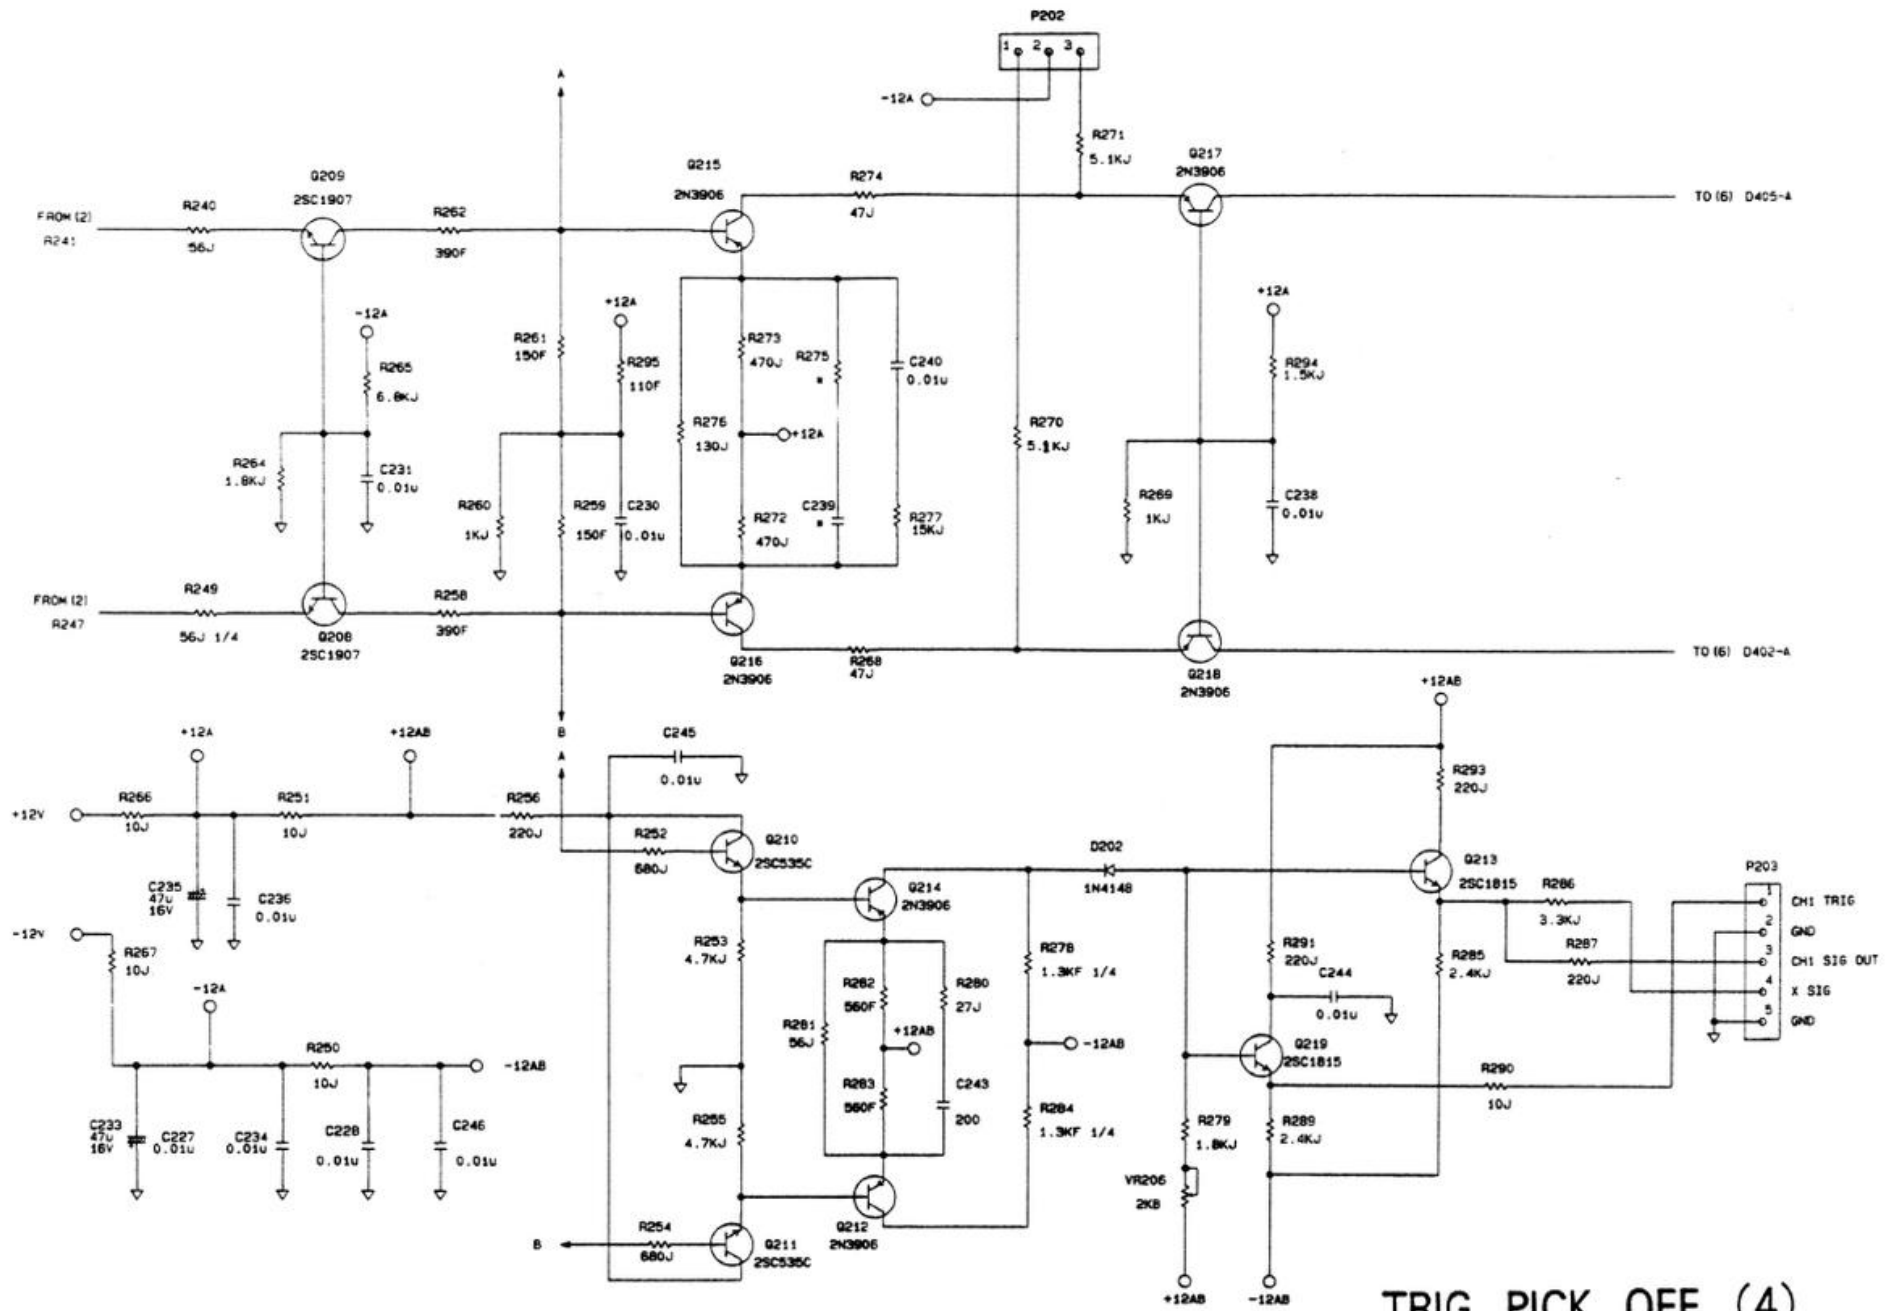 P202
1 2 3
-12A
A
R271
5.1KJ
Q217
2N3906
Q215
2N3906
R274
47J
TO (6) D405-A
Q209
2SC1907
R240
56J
R262
390F
FROM (2)
R241
-12A
R265
6.8KJ
+12A
R261
150F
R295
110F
R273
470J
R275
*
C240
0.01u
+12A
R294
1.5KJ
R276
130J
+12A
R270
5.1KJ
R264
1.8KJ
C231
0.01u
R260
1KJ
R259
150F
C230
0.01u
R272
470J
C239
*
R277
15KJ
R269
1KJ
C238
0.01u
FROM (2)
R247
R249
56J 1/4
Q208
2SC1907
R258
390F
Q216
2N3906
R268
47J
Q218
2N3906
TO (6) D402-A
+12A
+12AB
B
A
C245
0.01u
+12AB
R293
220J
+12V
R266
10J
R251
10J
R256
220J
R252
680J
Q210
2SC535C
D202
1N4148
Q213
2SC1815
P203
C235
47u
16V
C236
0.01u
Q214
2N3906
R286
3.3KJ
1 CH1 TRIG
2 GND
3 CH1 SIG OUT
4 X SIG
5 GND
-12V
R267
10J
R253
4.7KJ
R278
1.3KF 1/4
R291
220J
R285
2.4KJ
R287
220J
-12A
R282
560F
R280
27J
C244
0.01u
R281
56J
+12AB
-12AB
Q219
2SC1815
R250
10J
-12AB
R283
560F
C243
200
R290
10J
C233
47u
16V
C227
0.01u
C234
0.01u
C228
0.01u
C246
0.01u
R255
4.7KJ
R284
1.3KF 1/4
R279
1.8KJ
R289
2.4KJ
VR206
2KB
B
R254
680J
Q211
2SC535C
Q212
2N3906
+12AB
-12AB
TRIG PICK OFF (4)